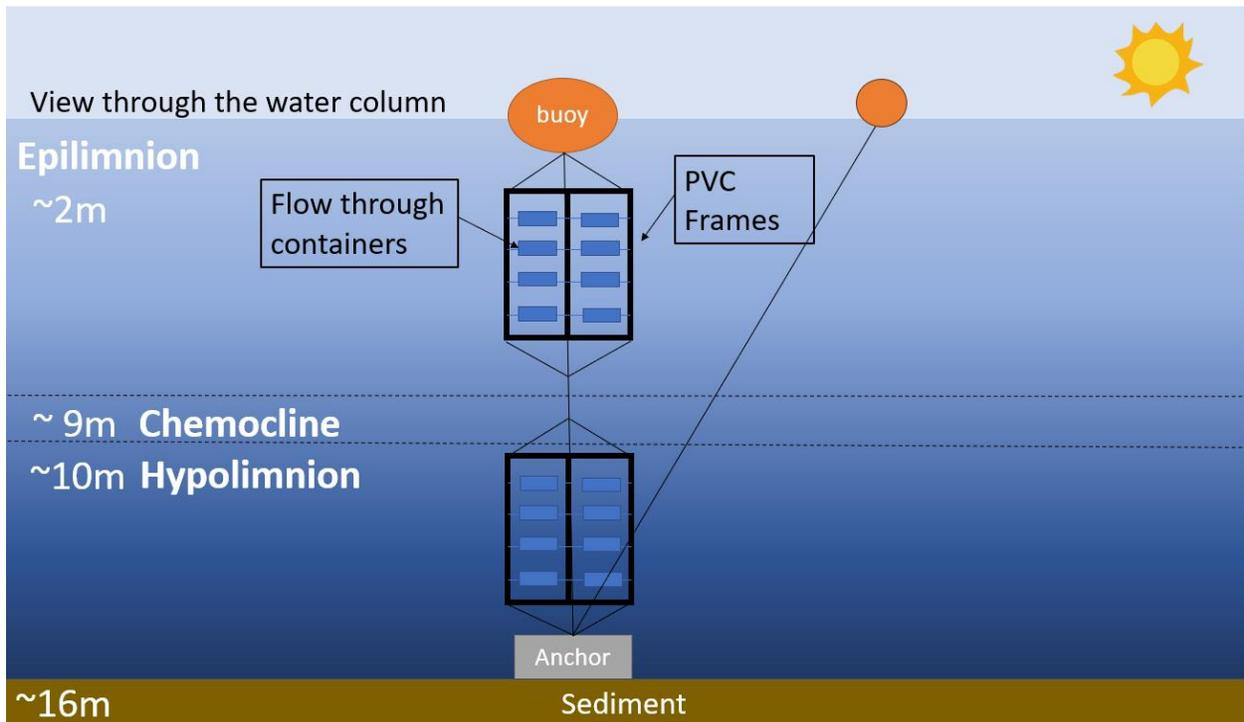 View through the water column
buoy
Epilimnion
~2m
Flow through
containers
PVC
Frames
~ 9m Chemocline
~10m Hypolimnion
Anchor
~16m
Sediment